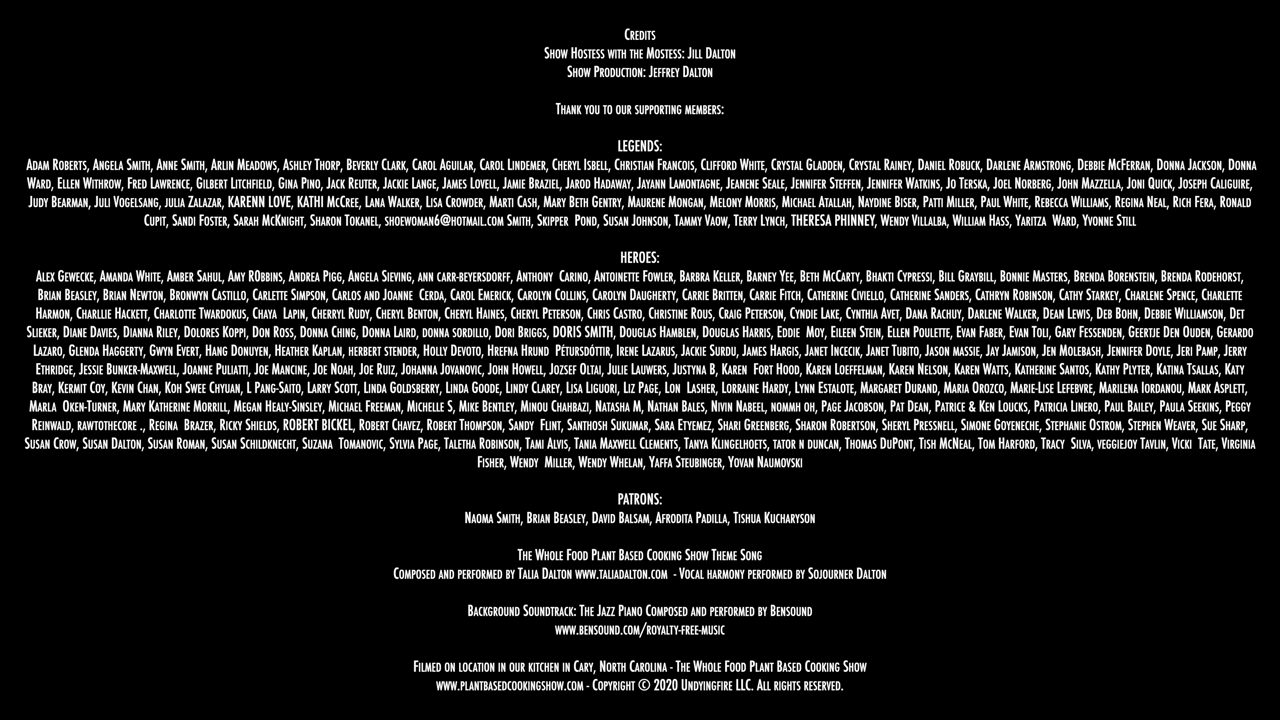 Credits
Show Hostess with the Mostess: Jill Dalton
Show Production: Jeffrey Dalton
Thank you to our supporting members:
LEGENDS:
Adam Roberts, Angela Smith, Anne Smith, Arlin Meadows, Ashley Thorp, Beverly Clark, Carol Aguilar, Carol Lindemer, Cheryl Isbell, Christian Francois, Clifford White, Crystal Gladden, Crystal Rainey, Daniel Robuck, Darlene Armstrong, Debbie McFerran, Donna Jackson, Donna
Ward, Ellen Withrow, Fred Lawrence, Gilbert Litchfield, Gina Pino, Jack Reuter, Jackie Lange, James Lovell, Jamie Braziel, Jarod Hadaway, Jayann Lamontagne, Jeanene Seale, Jennifer Steffen, Jennifer Watkins, Jo Terska, Joel Norberg, John Mazzella, Joni Quick, Joseph Caliguire,
Judy Bearman, Juli Vogelsang, julia Zalazar, KARENN LOVE, KATHI McCree, Lana Walker, Lisa Crowder, Marti Cash, Mary Beth Gentry, Maurene Mongan, Melony Morris, Michael Atallah, Naydine Biser, Patti Miller, Paul White, Rebecca Williams, Regina Neal, Rich Fera, Ronald
Cupit, Sandi Foster, Sarah McKnight, Sharon Tokanel, shoewoman6@hotmail.com Smith, Skipper Pond, Susan Johnson, Tammy Vaow, Terry Lynch, THERESA PHINNEY, Wendy Villalba, William Hass, Yaritza Ward, Yvonne Still
HEROES:
Alex Gewecke, Amanda White, Amber Sahul, Amy R0bbins, Andrea Pigg, Angela Sieving, ann carr-beyersdorff, Anthony Carino, Antoinette Fowler, Barbra Keller, Barney Yee, Beth McCarty, Bhakti Cypressi, Bill Graybill, Bonnie Masters, Brenda Borenstein, Brenda Rodehorst,
Brian Beasley, Brian Newton, Bronwyn Castillo, Carlette Simpson, Carlos and Joanne Cerda, Carol Emerick, Carolyn Collins, Carolyn Daugherty, Carrie Britten, Carrie Fitch, Catherine Civiello, Catherine Sanders, Cathryn Robinson, Cathy Starkey, Charlene Spence, Charlette
Harmon, Charllie Hackett, Charlotte Twardokus, Chaya Lapin, Cherryl Rudy, Cheryl Benton, Cheryl Haines, Cheryl Peterson, Chris Castro, Christine Rous, Craig Peterson, Cyndie Lake, Cynthia Avet, Dana Rachuy, Darlene Walker, Dean Lewis, Deb Bohn, Debbie Williamson, Det
Slieker, Diane Davies, Dianna Riley, Dolores Koppi, Don Ross, Donna Ching, Donna Laird, donna sordillo, Dori Briggs, DORIS SMITH, Douglas Hamblen, Douglas Harris, Eddie Moy, Eileen Stein, Ellen Poulette, Evan Faber, Evan Toli, Gary Fessenden, Geertje Den Ouden, Gerardo
Lazaro, Glenda Haggerty, Gwyn Evert, Hang Donuyen, Heather Kaplan, herbert stender, Holly Devoto, Hrefna Hrund Pétursdóttir, Irene Lazarus, Jackie Surdu, James Hargis, Janet Incecik, Janet Tubito, Jason massie, Jay Jamison, Jen Molebash, Jennifer Doyle, Jeri Pamp, Jerry
Ethridge, Jessie Bunker-Maxwell, Joanne Puliatti, Joe Mancine, Joe Noah, Joe Ruiz, Johanna Jovanovic, John Howell, Jozsef Oltai, Julie Lauwers, Justyna B, Karen Fort Hood, Karen Loeffelman, Karen Nelson, Karen Watts, Katherine Santos, Kathy Plyter, Katina Tsallas, Katy
Bray, Kermit Coy, Kevin Chan, Koh Swee Chyuan, L Pang-Saito, Larry Scott, Linda Goldsberry, Linda Goode, Lindy Clarey, Lisa Liguori, Liz Page, Lon Lasher, Lorraine Hardy, Lynn Estalote, Margaret Durand, Maria Orozco, Marie-Lise Lefebvre, Marilena Iordanou, Mark Asplett,
Marla Oken-Turner, Mary Katherine Morrill, Megan Healy-Sinsley, Michael Freeman, Michelle S, Mike Bentley, Minou Chahbazi, Natasha M, Nathan Bales, Nivin Nabeel, nommh oh, Page Jacobson, Pat Dean, Patrice & Ken Loucks, Patricia Linero, Paul Bailey, Paula Seekins, Peggy
Reinwald, rawtothecore ., Regina Brazer, Ricky Shields, ROBERT BICKEL, Robert Chavez, Robert Thompson, Sandy Flint, Santhosh Sukumar, Sara Etyemez, Shari Greenberg, Sharon Robertson, Sheryl Pressnell, Simone Goyeneche, Stephanie Ostrom, Stephen Weaver, Sue Sharp,
Susan Crow, Susan Dalton, Susan Roman, Susan Schildknecht, Suzana Tomanovic, Sylvia Page, Taletha Robinson, Tami Alvis, Tania Maxwell Clements, Tanya Klingelhoets, tator n duncan, Thomas DuPont, Tish McNeal, Tom Harford, Tracy Silva, veggiejoy Tavlin, Vicki Tate, Virginia
Fisher, Wendy Miller, Wendy Whelan, Yaffa Steubinger, Yovan Naumovski
PATRONS:
Naoma Smith, Brian Beasley, David Balsam, Afrodita Padilla, Tishua Kucharyson
The Whole Food Plant Based Cooking Show Theme Song
Composed and performed by Talia Dalton www.taliadalton.com - Vocal harmony performed by Sojourner Dalton
Background Soundtrack: The Jazz Piano Composed and performed by Bensound
www.bensound.com/royalty-free-music
Filmed on location in our kitchen in Cary, North Carolina - The Whole Food Plant Based Cooking Show
www.plantbasedcookingshow.com - Copyright © 2020 Undyingfire LLC. All rights reserved.